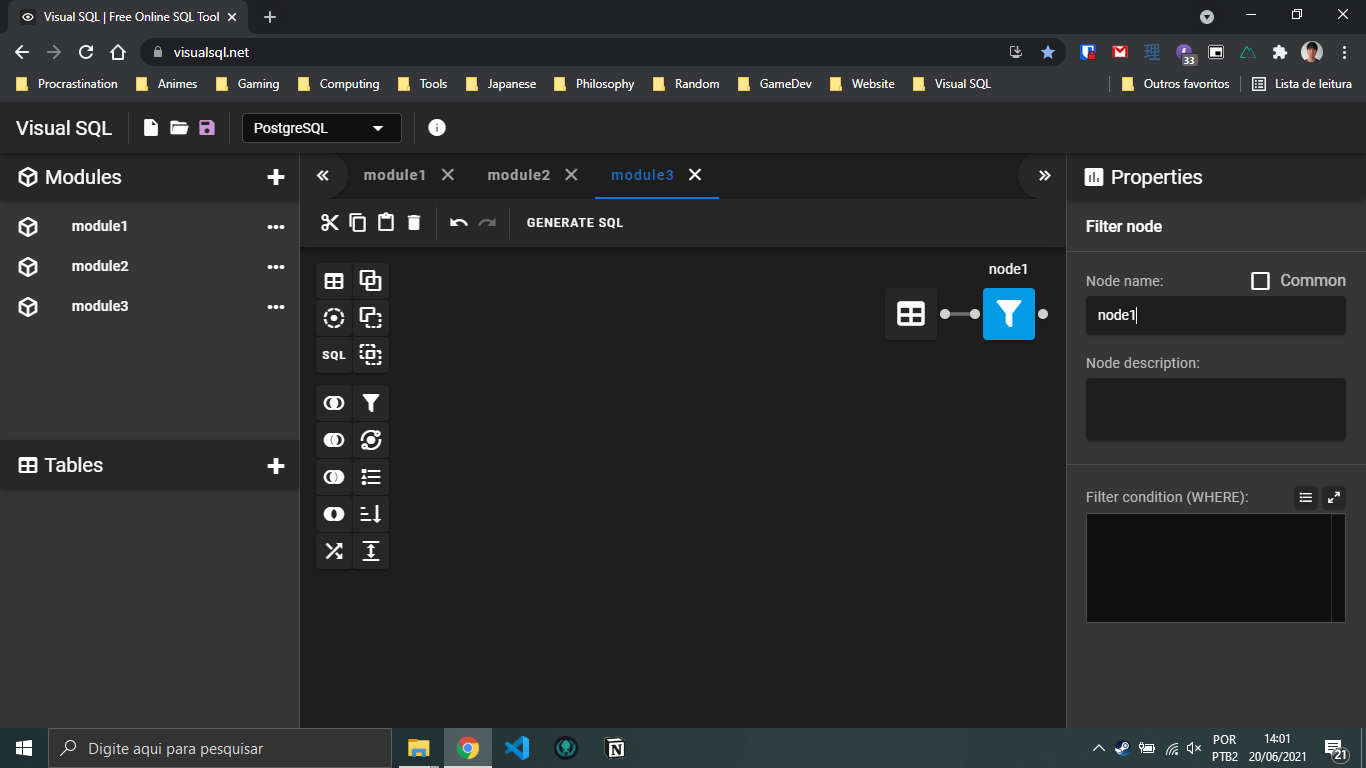 Visual SQL | Free Online SQL Tool
visualsql.net
33
Procrastination Animes Gaming Computing Tools Japanese Philosophy Random GameDev Website Visual SQL Outros favoritos Lista de leitura
Visual SQL PostgreSQL
Modules
module1 module2 module3
Properties
module1
module2
module3
GENERATE SQL
Filter node
node1
Node name: Common
node1
SQL
Node description:
Tables
Filter condition (WHERE):
Digite aqui para pesquisar
POR
PTB2
14:01
20/06/2021
21